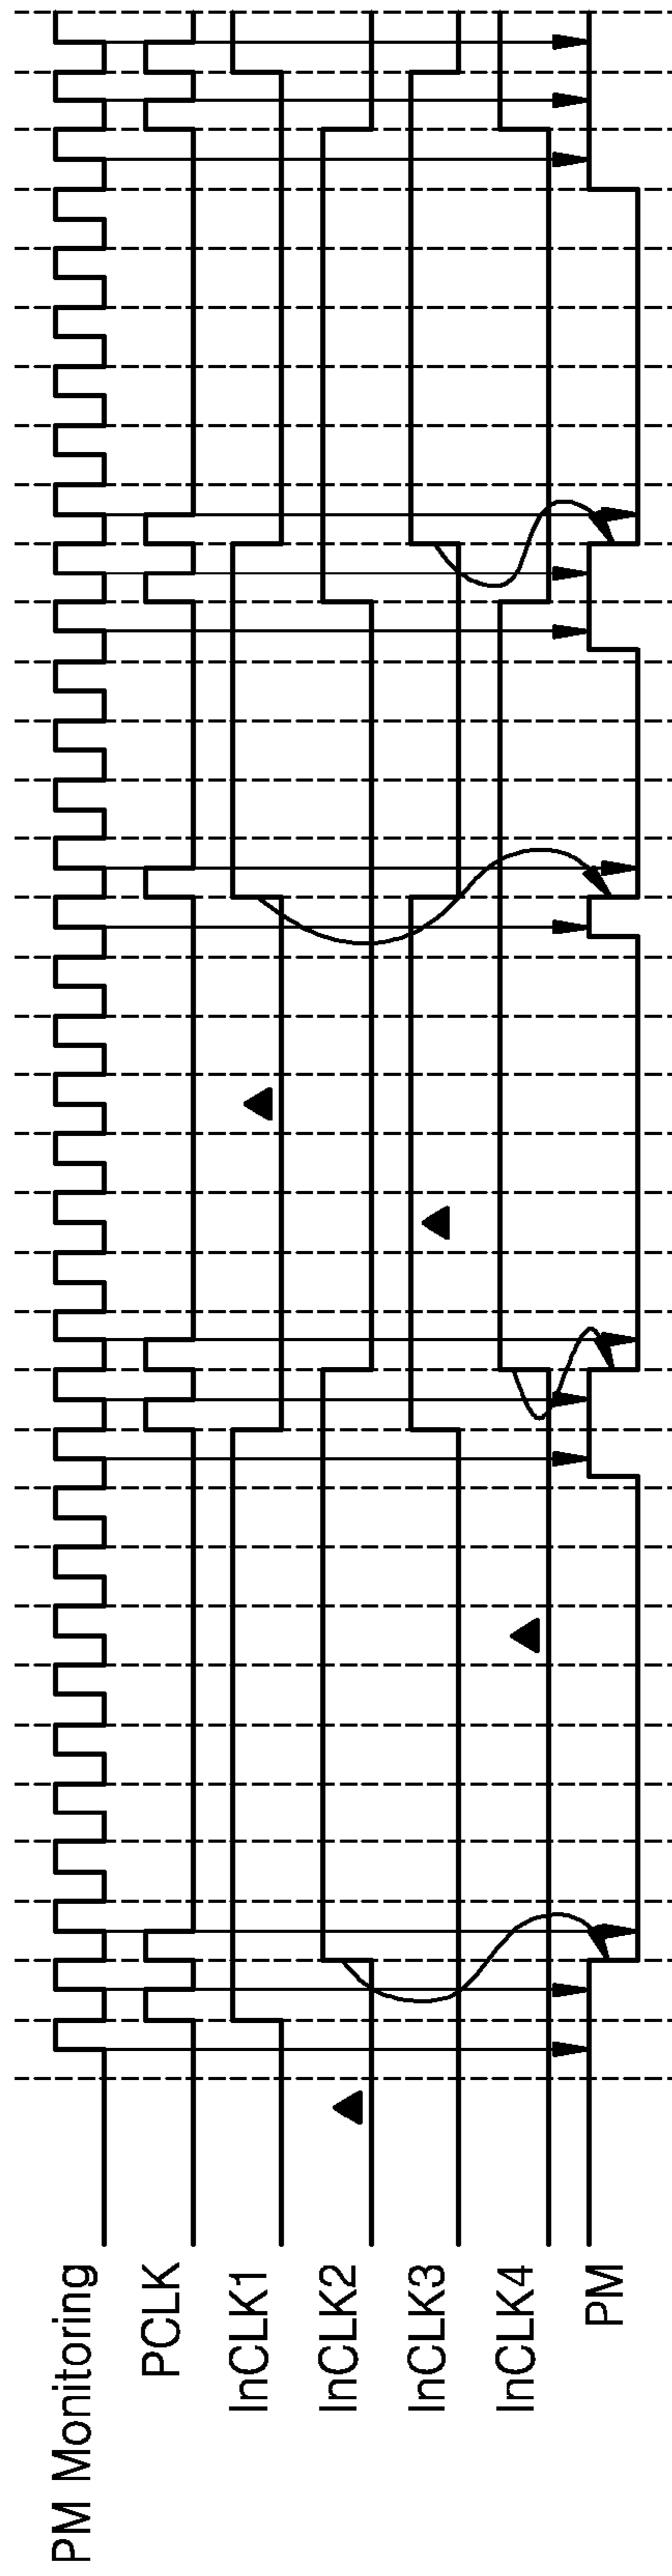 PM Monitoring
PCLK
InCLK1
InCLK2
InCLK3
InCLK4
PM